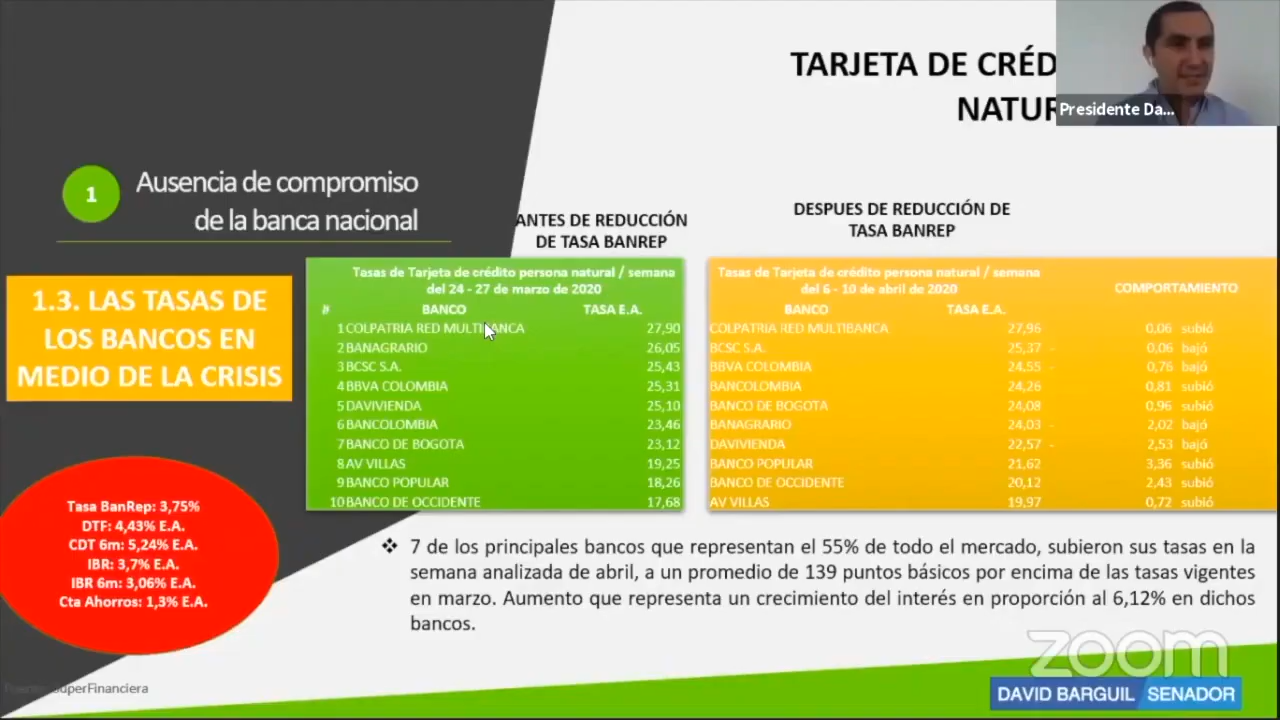 TARJETA DE CRÉD
NATUR
Presidente Da...
1
Ausencia de compromiso
de la banca nacional
1.3. LAS TASAS DE
LOS BANCOS EN
MEDIO DE LA CRISIS
Tasa BanRep: 3,75%
DTF: 4,43% E.A.
CDT 6m: 5,24% E.A.
IBR: 3,7% E.A.
IBR 6m: 3,06% E.A.
Cta Ahorros: 1,3% E.A.
ANTES DE REDUCCIÓN
DE TASA BANREP
Tasas de Tarjeta de crédito persona natural / semana
del 24 - 27 de marzo de 2020
# BANCO TASA E.A.
1 COLPATRIA RED MULTIBANCA 27,90
2 BANAGRARIO 26,05
3 BCSC S.A. 25,43
4 BBVA COLOMBIA 25,31
5 DAVIVIENDA 25,10
6 BANCOLOMBIA 23,46
7 BANCO DE BOGOTA 23,12
8 AV VILLAS 19,25
9 BANCO POPULAR 18,26
10 BANCO DE OCCIDENTE 17,68
DESPUES DE REDUCCIÓN DE
TASA BANREP
Tasas de Tarjeta de crédito persona natural / semana
del 6 - 10 de abril de 2020
BANCO TASA E.A. COMPORTAMIENTO
COLPATRIA RED MULTIBANCA 27,96 0,06 subió
BCSC S.A. 25,37 - 0,06 bajó
BBVA COLOMBIA 24,55 - 0,76 bajó
BANCOLOMBIA 24,26 0,81 subió
BANCO DE BOGOTA 24,08 0,96 subió
BANAGRARIO 24,03 - 2,02 bajó
DAVIVIENDA 22,57 - 2,53 bajó
BANCO POPULAR 21,62 3,36 subió
BANCO DE OCCIDENTE 20,12 2,43 subió
AV VILLAS 19,97 0,72 subió
❖ 7 de los principales bancos que representan el 55% de todo el mercado, subieron sus tasas en la
semana analizada de abril, a un promedio de 139 puntos básicos por encima de las tasas vigentes
en marzo. Aumento que representa un crecimiento del interés en proporción al 6,12% en dichos
bancos.
zoom
SuperFinanciera
DAVID BARGUIL SENADOR